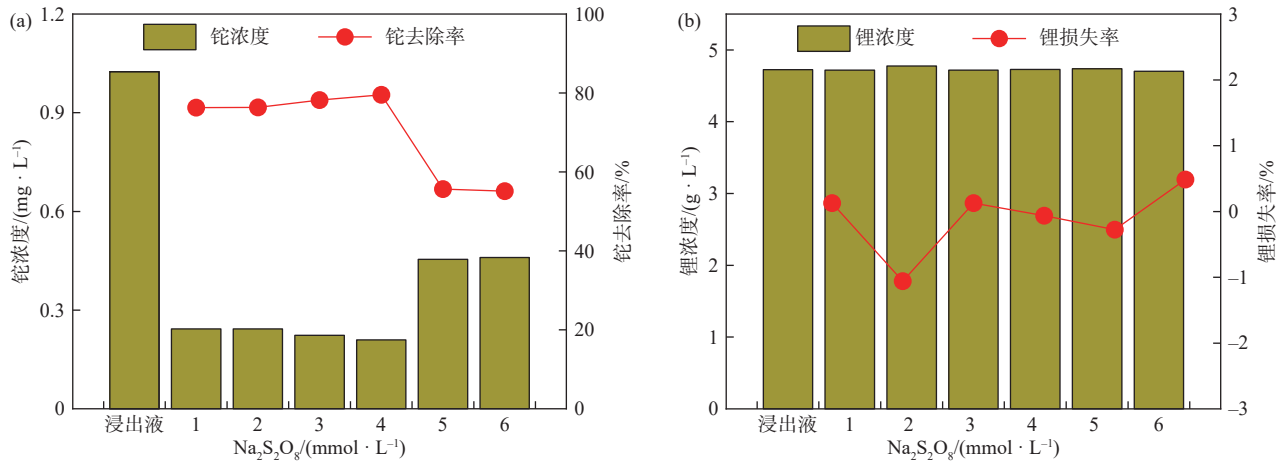 (a)
铊浓度
铊去除率
1.2
0.9
0.6
0.3
0
铊浓度/(mg · L⁻¹)
100
80
60
40
20
0
铊去除率/%
浸出液 1 2 3 4 5 6
Na₂S₂O₈/(mmol · L⁻¹)
(b)
锂浓度
锂损失率
5
4
3
2
1
0
锂浓度/(g · L⁻¹)
3
2
1
0
–1
–2
–3
锂损失率/%
浸出液 1 2 3 4 5 6
Na₂S₂O₈/(mmol · L⁻¹)